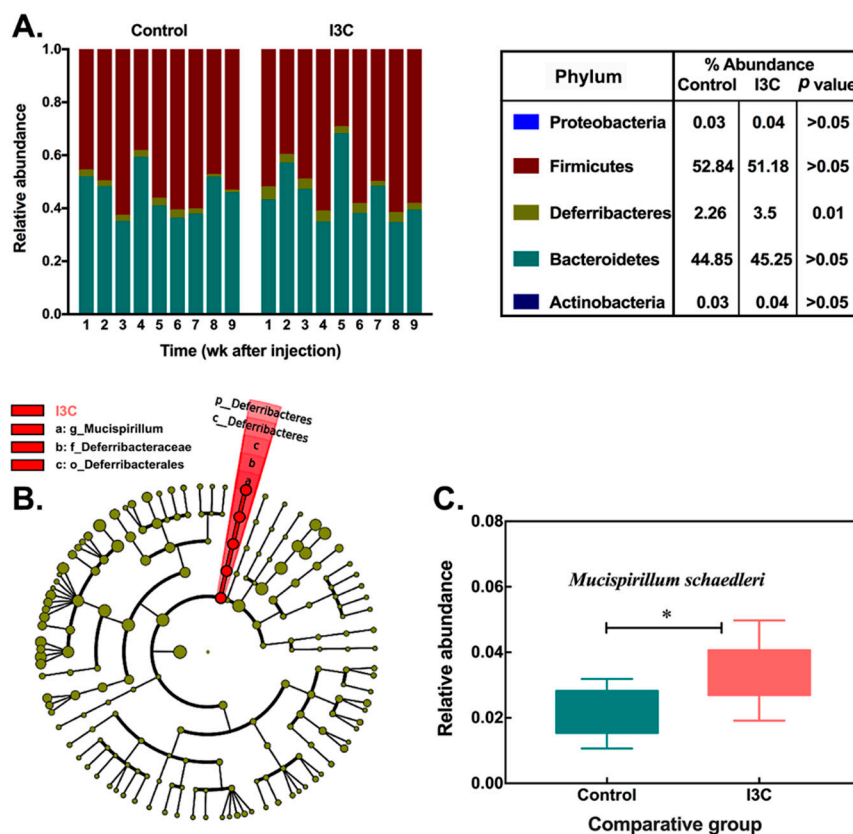 A.
Control I3C
Relative abundance
1.0
0.8
0.6
0.4
0.2
0.0
1 2 3 4 5 6 7 8 9 1 2 3 4 5 6 7 8 9
Time (wk after injection)
Phylum % Abundance
Control I3C p value
Proteobacteria 0.03 0.04 >0.05
Firmicutes 52.84 51.18 >0.05
Deferribacteres 2.26 3.5 0.01
Bacteroidetes 44.85 45.25 >0.05
Actinobacteria 0.03 0.04 >0.05
I3C
a: g_Mucispirillum
b: f_Deferribacteraceae
c: o_Deferribacterales
B.
p__Deferribacteres
c__Deferribacteres
c
b
a
C.
Relative abundance
0.08
0.06
0.04
0.02
0.00
Mucispirillum schaedleri
*
Control I3C
Comparative group